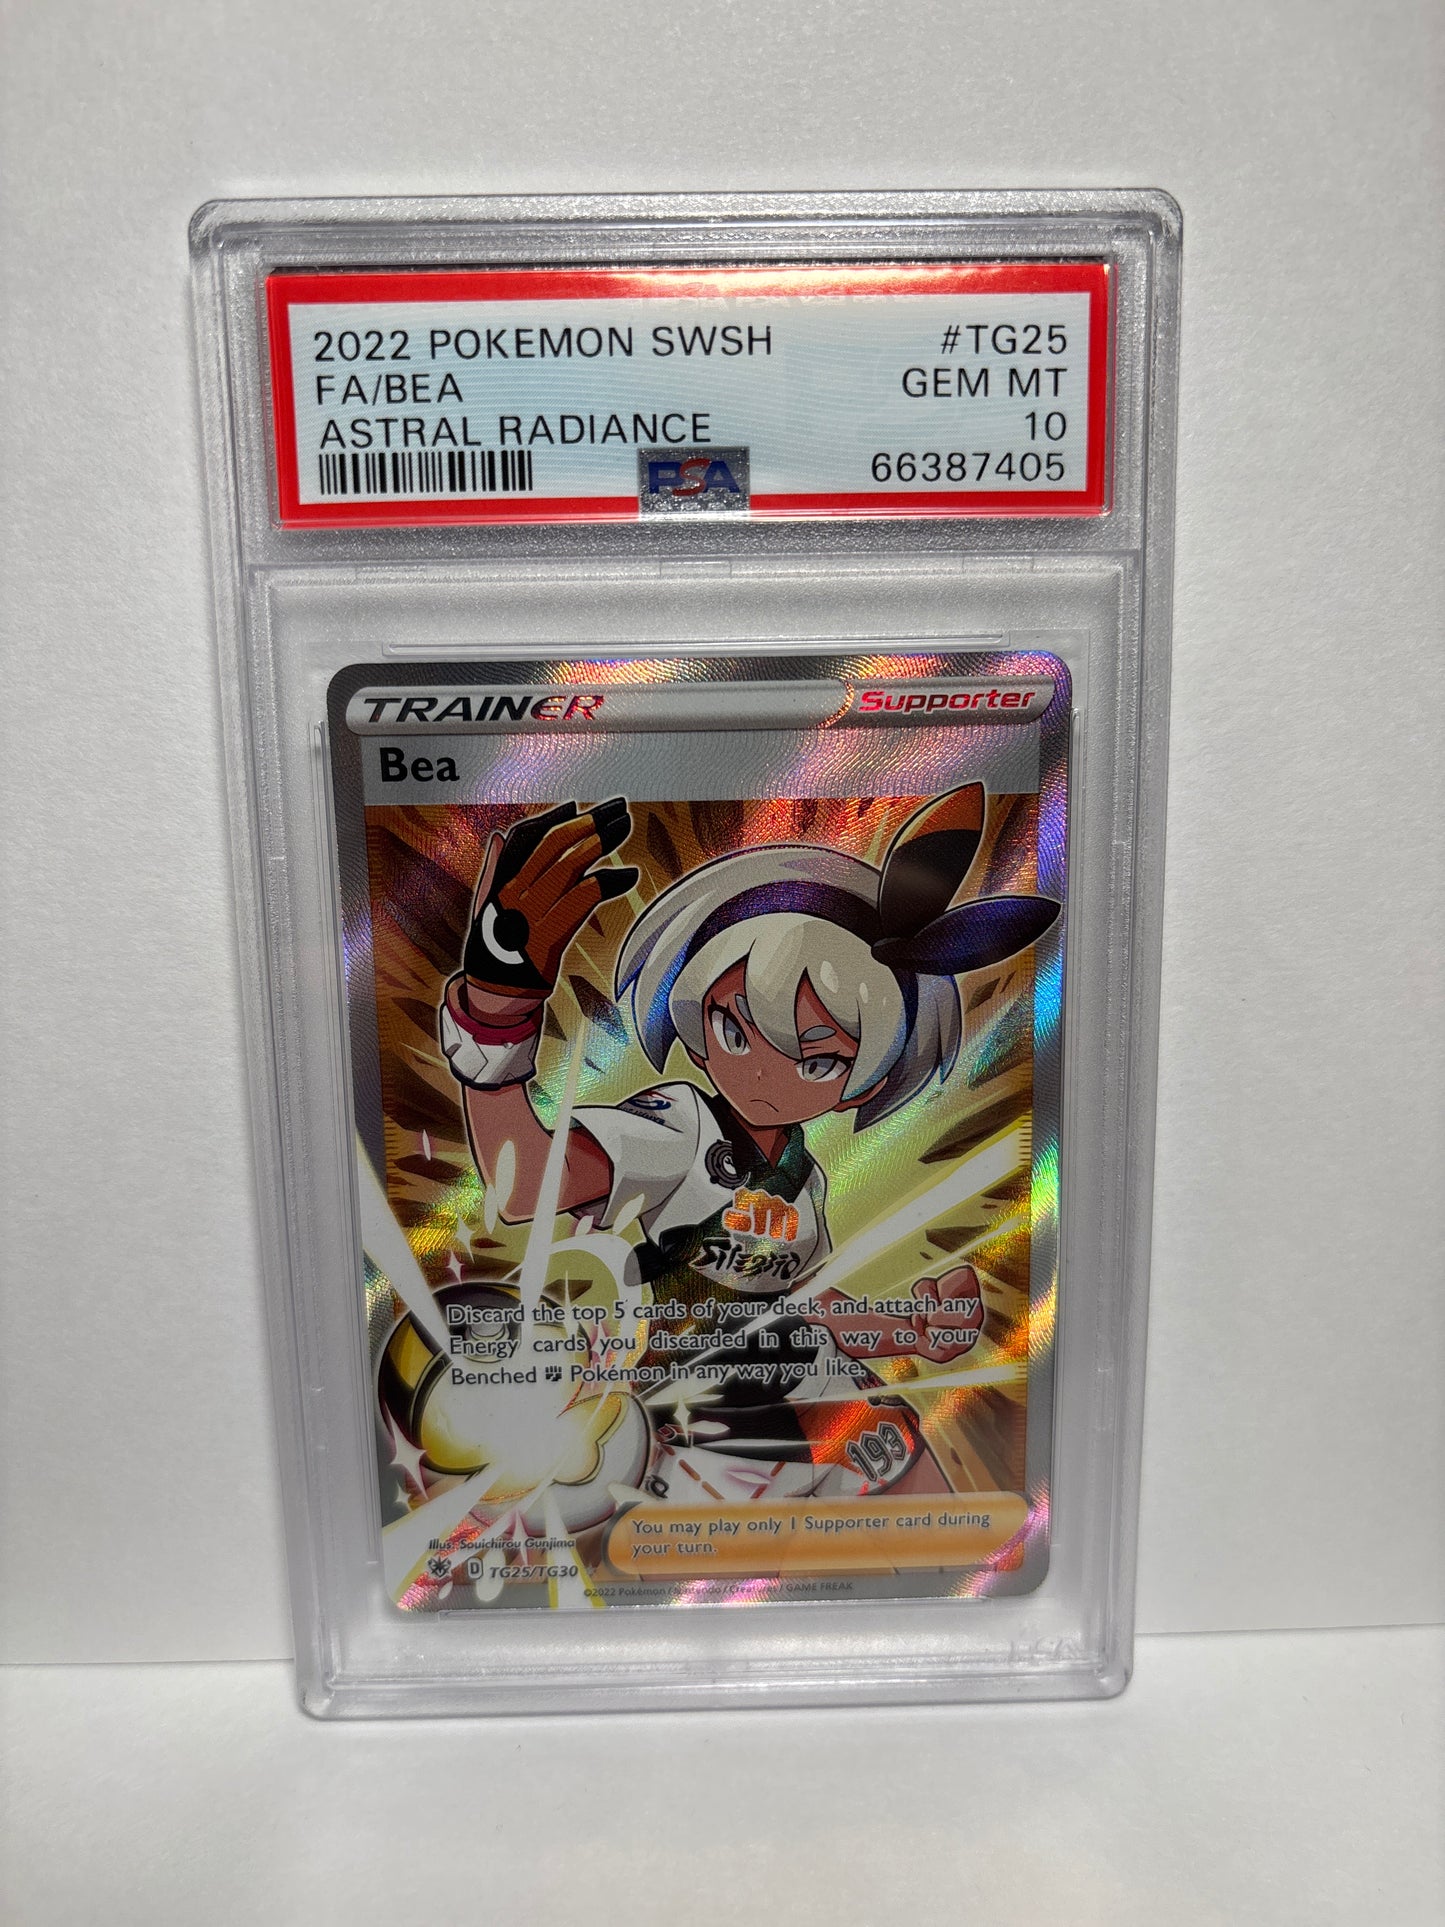 2022 POKEMON SWSH #TG25
FA/BEA GEM MT
ASTRAL RADIANCE 10
PSA 66387405
TRAINER Supporter
Bea
193
Discard the top 5 cards of your deck, and attach any
Energy cards you discarded in this way to your
Benched Pokémon in any way you like.
You may play only 1 Supporter card during
your turn.
Illus. Souichirou Gunjima
D TG25/TG30
©2022 Pokémon / Nintendo / Creatures / GAME FREAK